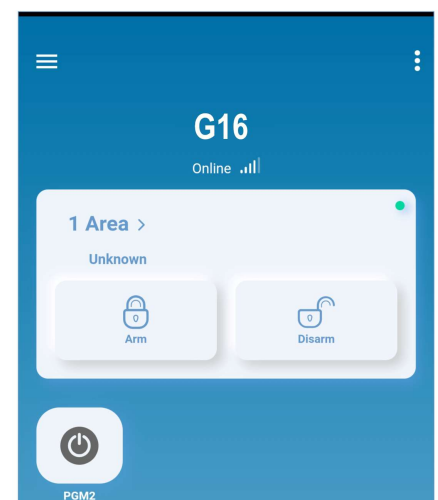 G16
Online
1 Area >
Unknown
Arm
Disarm
PGM2